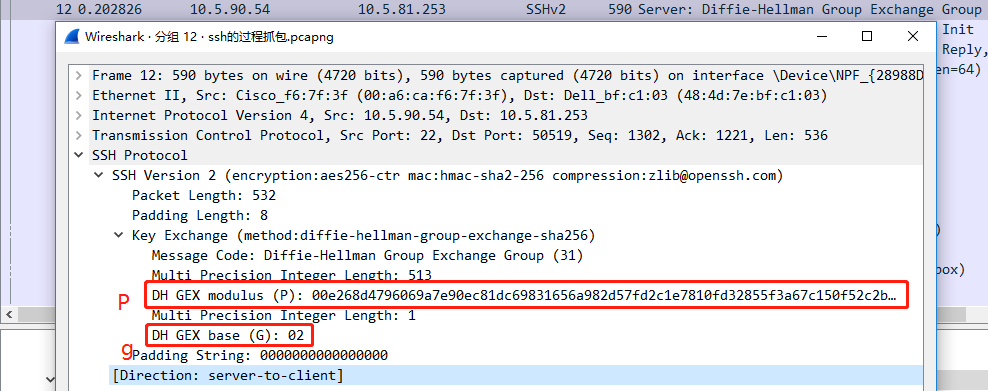 12 0.202826 10.5.90.54 10.5.81.253 SSHv2 590 Server: Diffie-Hellman Group Exchange Group
Wireshark · 分组 12 · ssh的过程抓包.pcapng
Init
Reply,
en=64)
Frame 12: 590 bytes on wire (4720 bits), 590 bytes captured (4720 bits) on interface \Device\NPF_{28988D
Ethernet II, Src: Cisco_f6:7f:3f (00:a6:ca:f6:7f:3f), Dst: Dell_bf:c1:03 (48:4d:7e:bf:c1:03)
Internet Protocol Version 4, Src: 10.5.90.54, Dst: 10.5.81.253
Transmission Control Protocol, Src Port: 22, Dst Port: 50519, Seq: 1302, Ack: 1221, Len: 536
SSH Protocol
SSH Version 2 (encryption:aes256-ctr mac:hmac-sha2-256 compression:zlib@openssh.com)
Packet Length: 532
Padding Length: 8
Key Exchange (method:diffie-hellman-group-exchange-sha256)
)
Message Code: Diffie-Hellman Group Exchange Group (31)
box)
Multi Precision Integer Length: 513
P
DH GEX modulus (P): 00e268d4796069a7e90ec81dc69831656a982d57fd2c1e7810fd32855f3a67c150f52c2b…
Multi Precision Integer Length: 1
g
DH GEX base (G): 02
Padding String: 0000000000000000
[Direction: server-to-client]